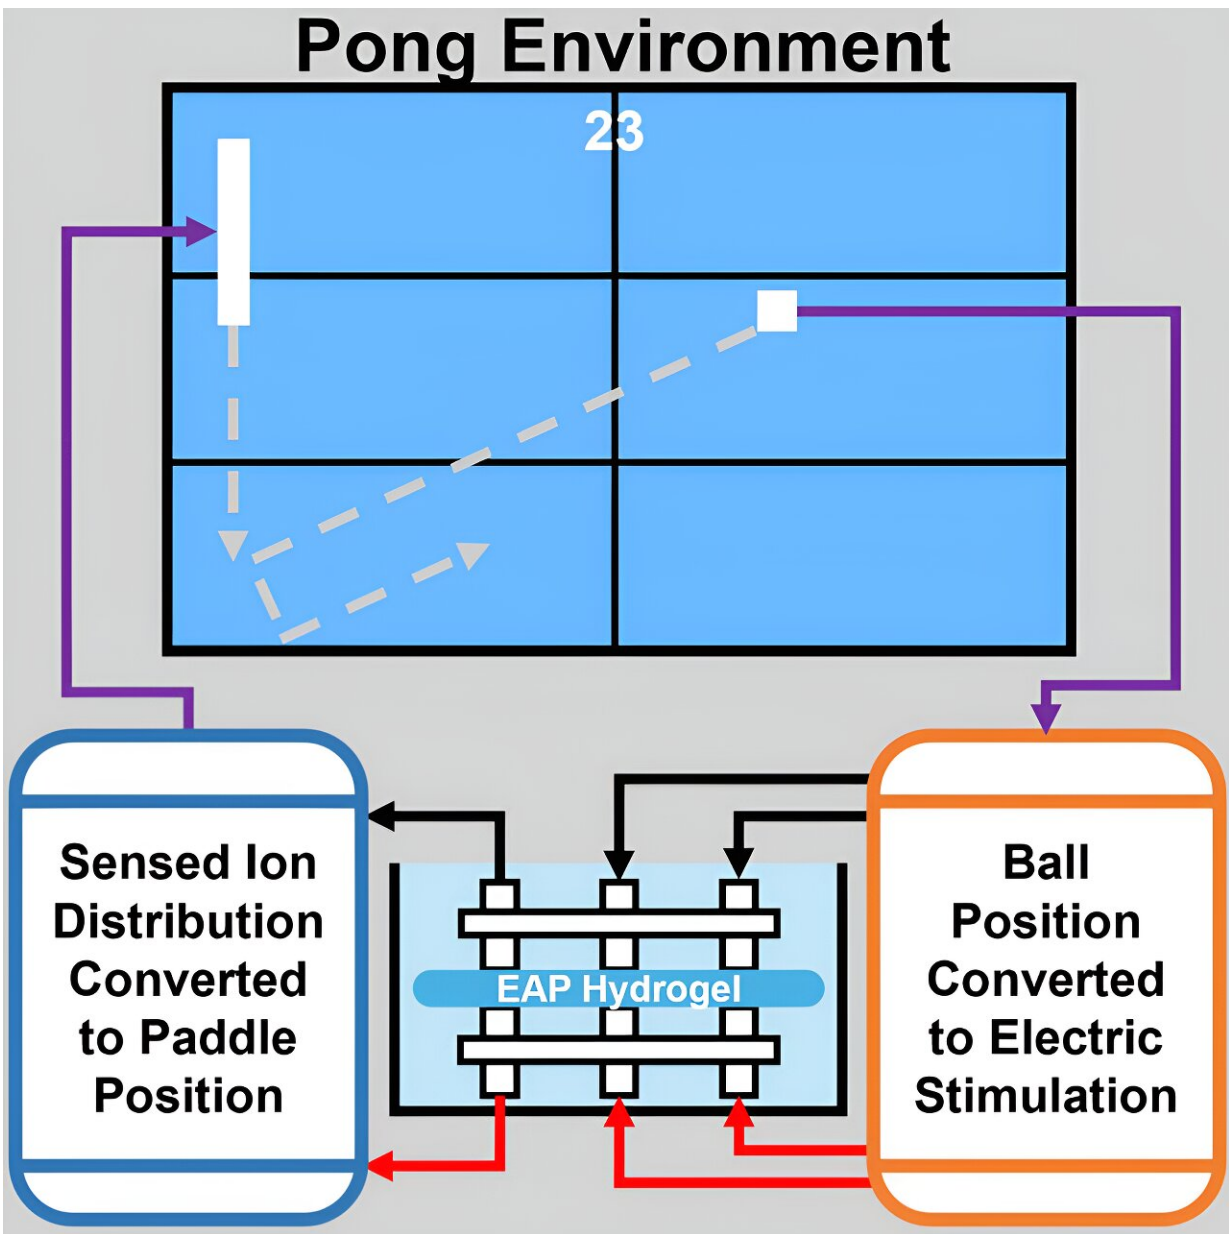 Pong Environment
23
Sensed Ion
Distribution
Converted
to Paddle
Position
EAP Hydrogel
Ball
Position
Converted
to Electric
Stimulation